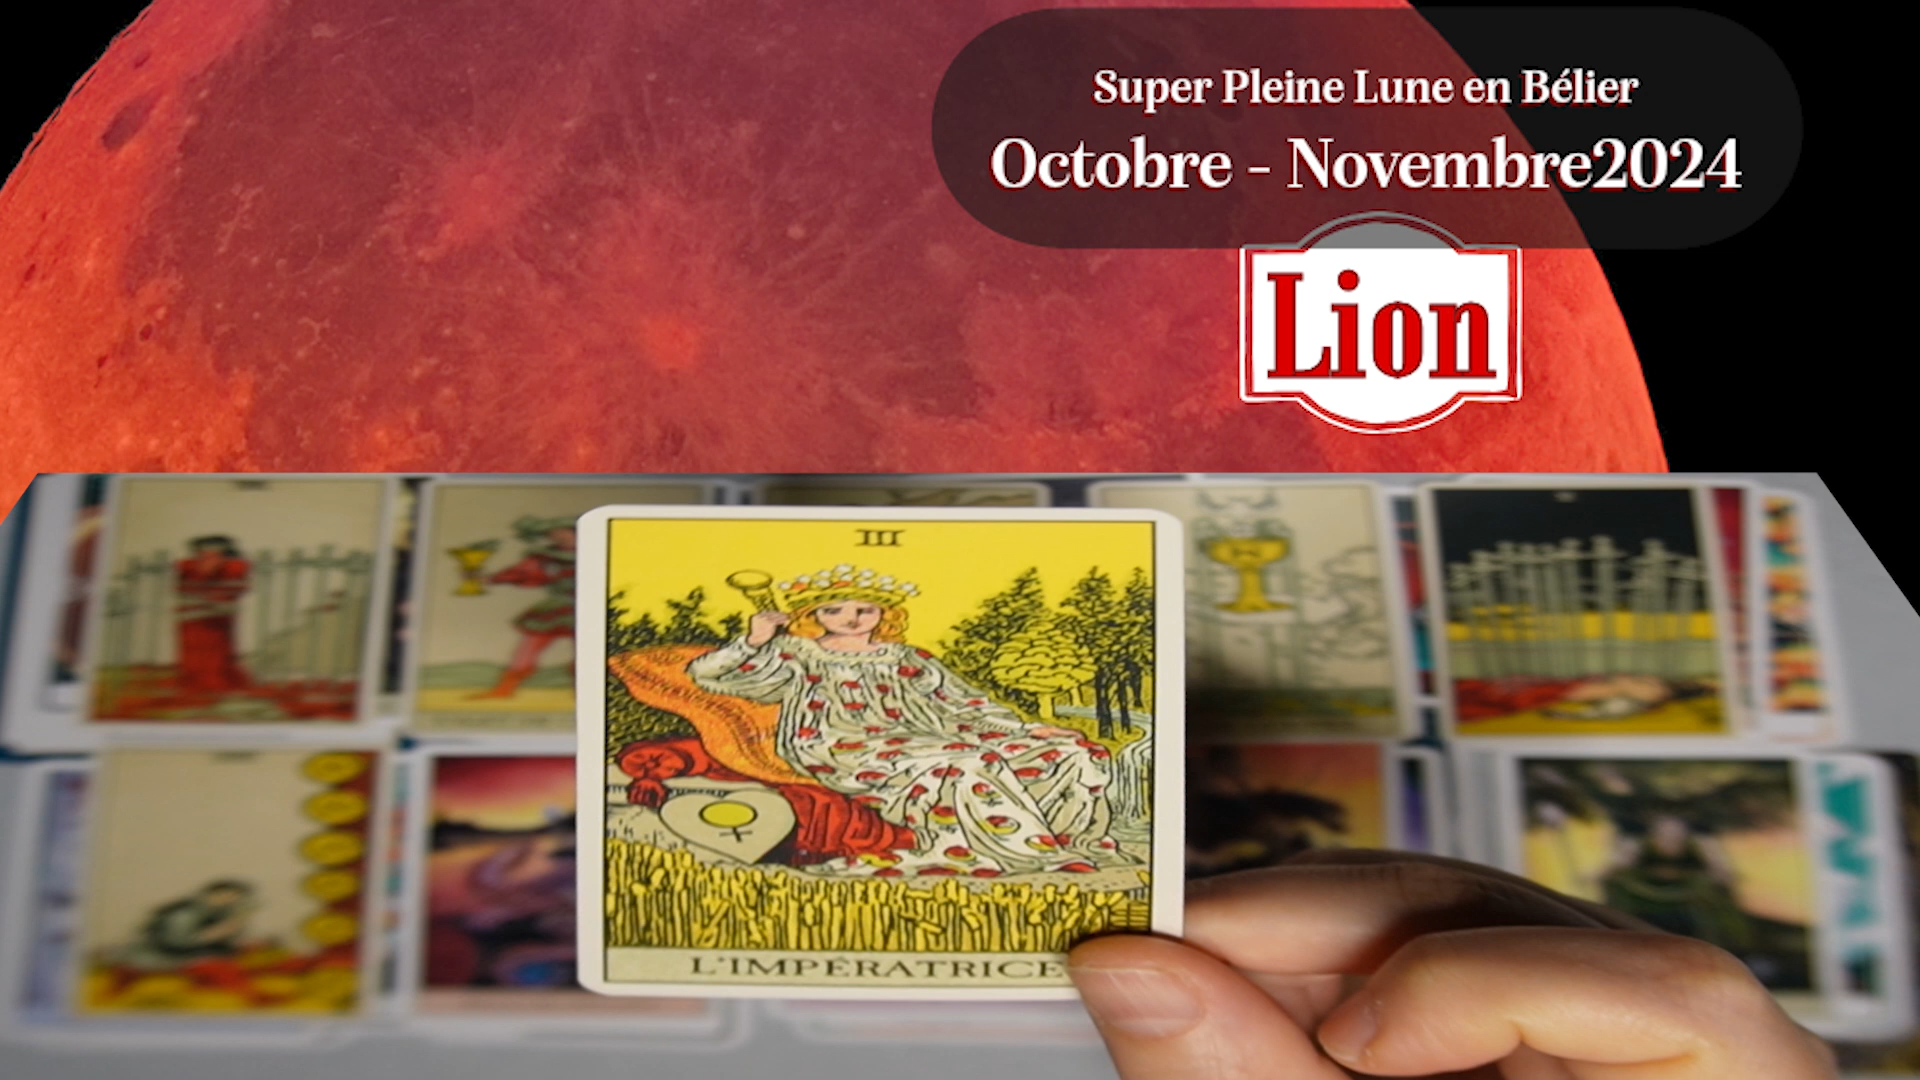 Super Pleine Lune en Bélier
Octobre - Novembre2024
Lion
III
L'IMPÉRATRICE